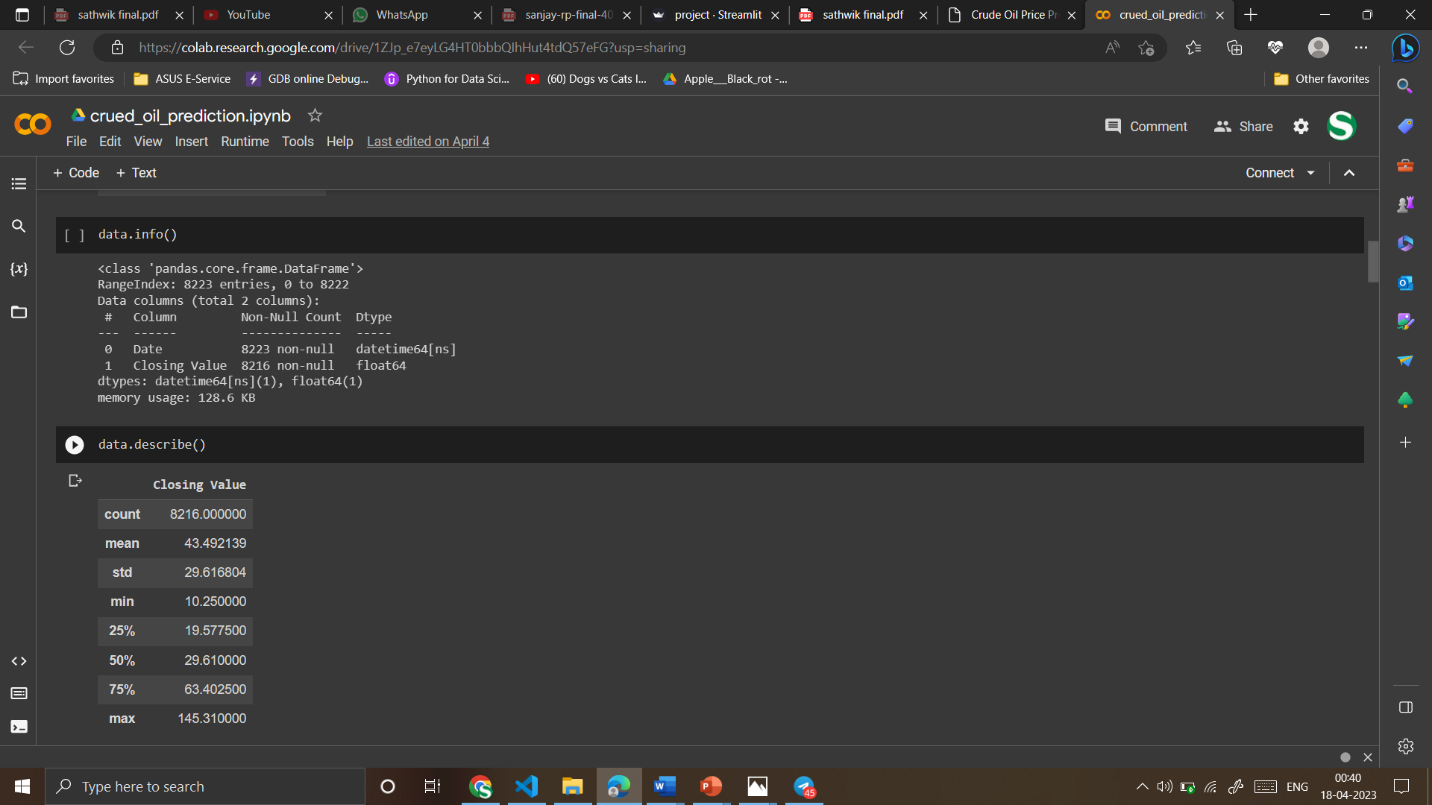 sathwik final.pdf
YouTube
WhatsApp
sanjay-rp-final-40
project · Streamlit
sathwik final.pdf
Crude Oil Price Pr
crued_oil_predicti
https://colab.research.google.com/drive/1ZJp_e7eyLG4HT0bbbQlhHut4tdQ57eFG?usp=sharing
Import favorites
ASUS E-Service
GDB online Debug...
Python for Data Sci...
(60) Dogs vs Cats I...
Apple___Black_rot -...
Other favorites
crued_oil_prediction.ipynb
Comment
Share
File Edit View Insert Runtime Tools Help Last edited on April 4
+ Code + Text
Connect
[ ] data.info()
<class 'pandas.core.frame.DataFrame'>
RangeIndex: 8223 entries, 0 to 8222
Data columns (total 2 columns):
# Column Non-Null Count Dtype
--- ------ -------------- -----
0 Date 8223 non-null datetime64[ns]
1 Closing Value 8216 non-null float64
dtypes: datetime64[ns](1), float64(1)
memory usage: 128.6 KB
data.describe()
Closing Value
count 8216.000000
mean 43.492139
std 29.616804
min 10.250000
25% 19.577500
50% 29.610000
75% 63.402500
max 145.310000
Type here to search
45
ENG
00:40
18-04-2023